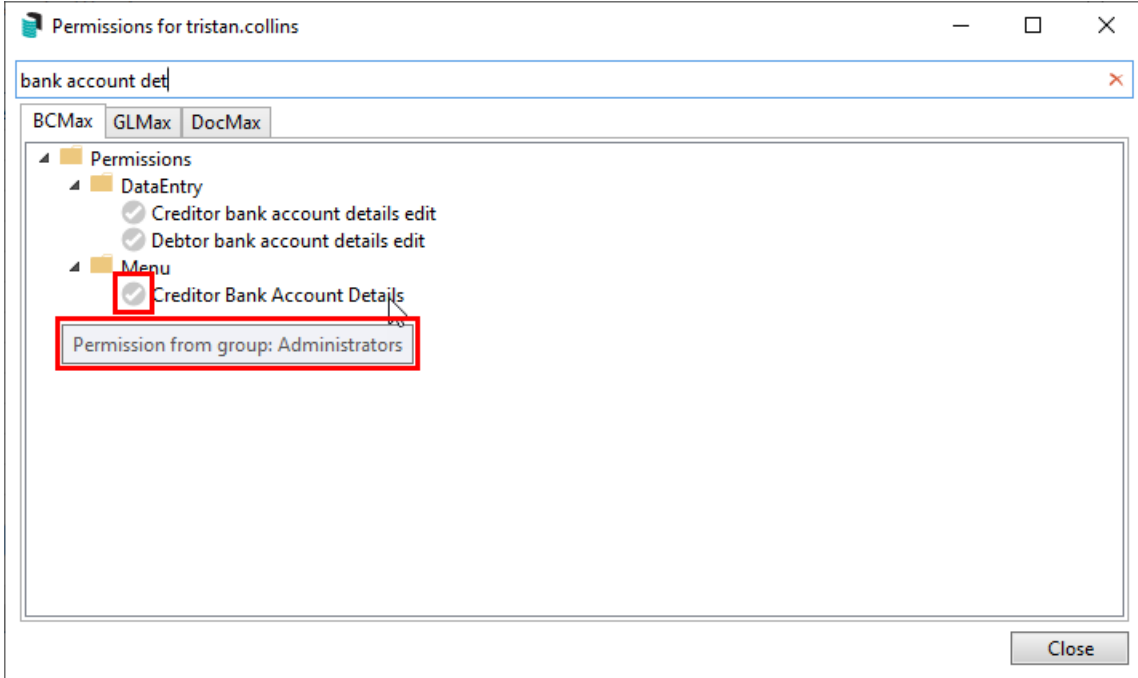 Permissions for tristan.collins
bank account det
BCMax GLMax DocMax
Permissions
DataEntry
Creditor bank account details edit
Debtor bank account details edit
Menu
Creditor Bank Account Details
Permission from group: Administrators
Close